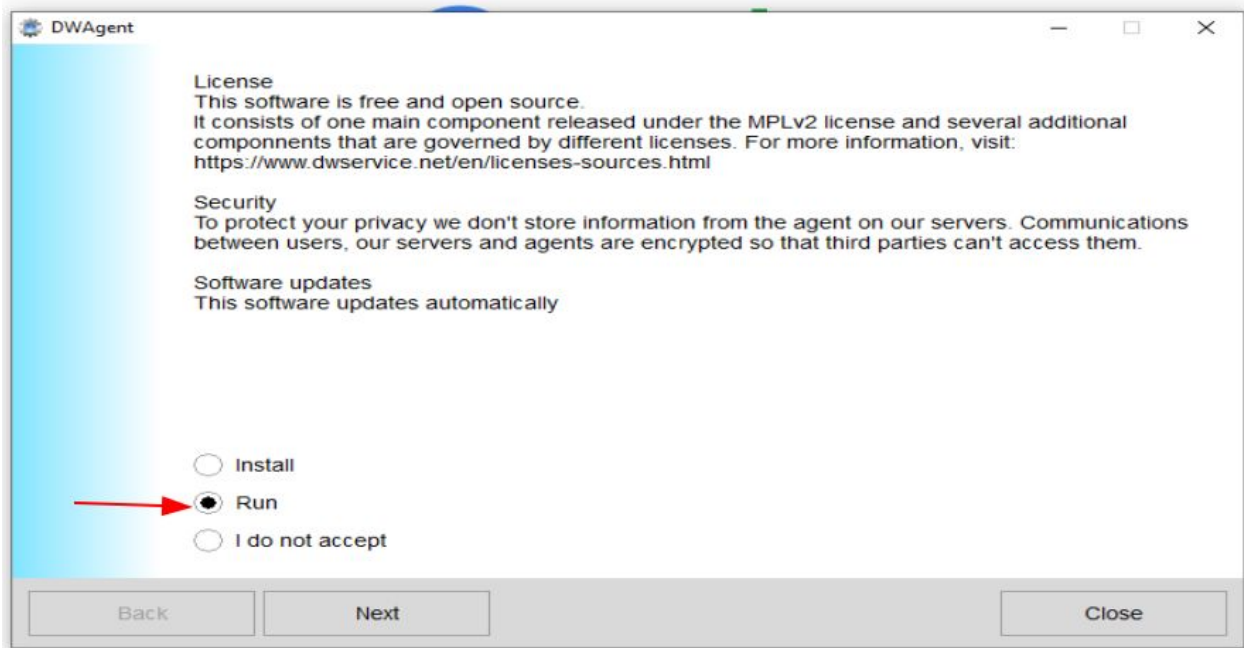 DWAgent
License
This software is free and open source.
It consists of one main component released under the MPLv2 license and several additional
componnents that are governed by different licenses. For more information, visit:
https://www.dwservice.net/en/licenses-sources.html
Security
To protect your privacy we don't store information from the agent on our servers. Communications
between users, our servers and agents are encrypted so that third parties can't access them.
Software updates
This software updates automatically
Install
Run
I do not accept
Back Next Close